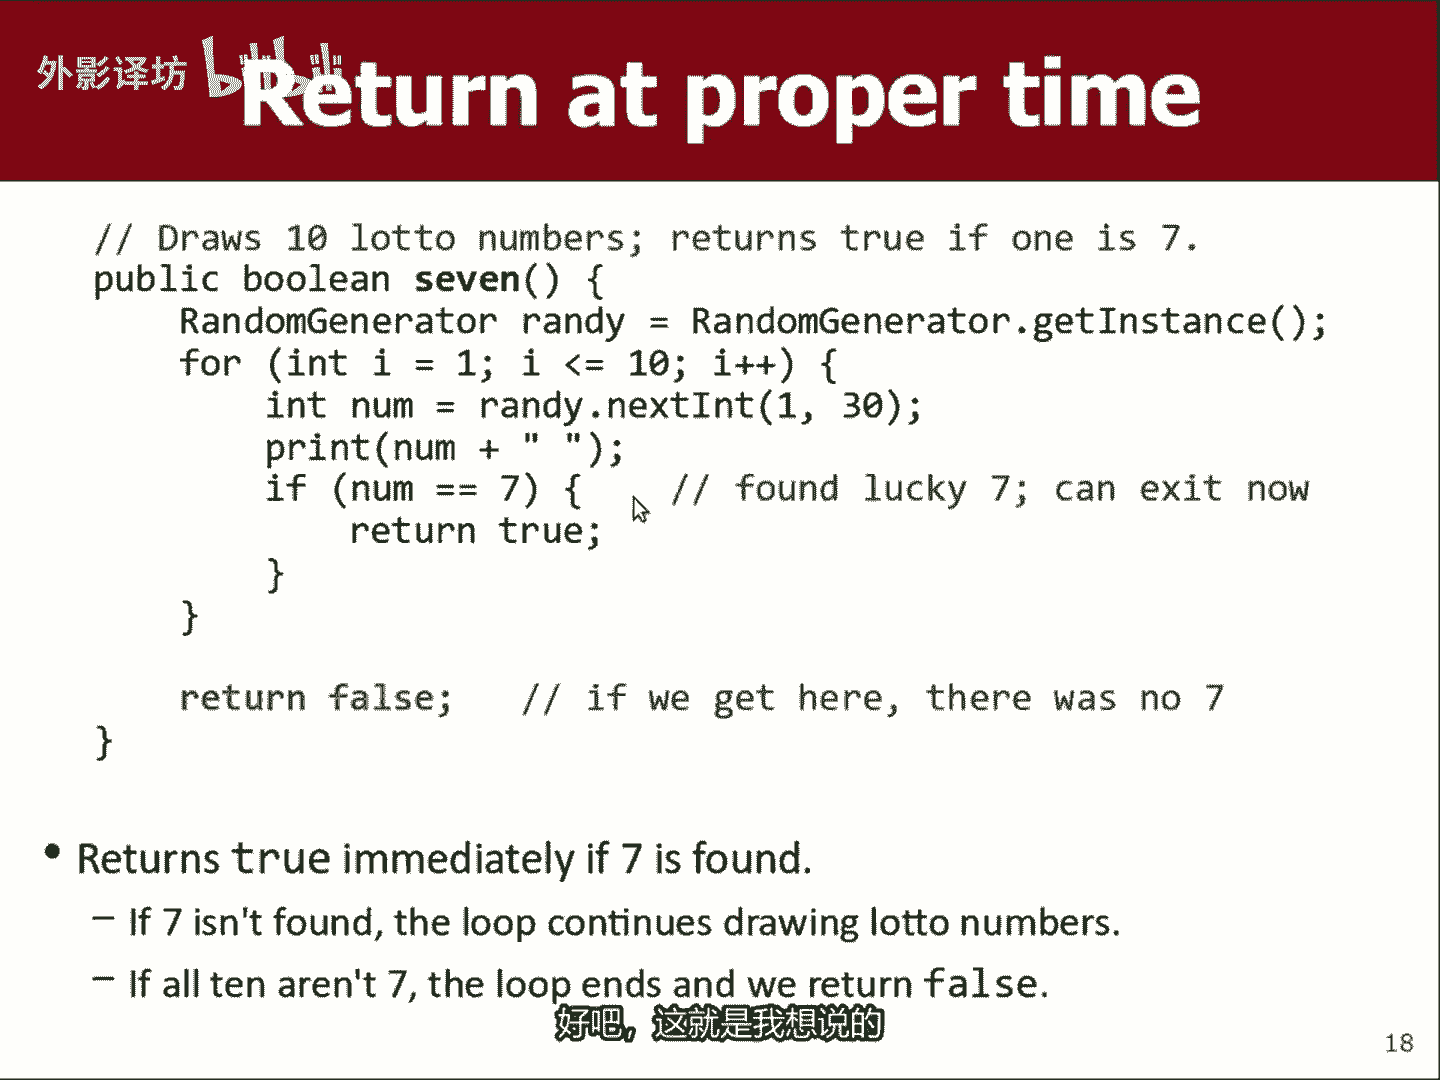 外影译坊 bilibili
Return at proper time
// Draws 10 lotto numbers; returns true if one is 7.
public boolean seven() {
    RandomGenerator randy = RandomGenerator.getInstance();
    for (int i = 1; i <= 10; i++) {
        int num = randy.nextInt(1, 30);
        print(num + " ");
        if (num == 7) {    // found lucky 7; can exit now
            return true;
        }
    }
    return false;   // if we get here, there was no 7
}
• Returns true immediately if 7 is found.
– If 7 isn't found, the loop continues drawing lotto numbers.
– If all ten aren't 7, the loop ends and we return false.
好吧，这就是我想说的
18